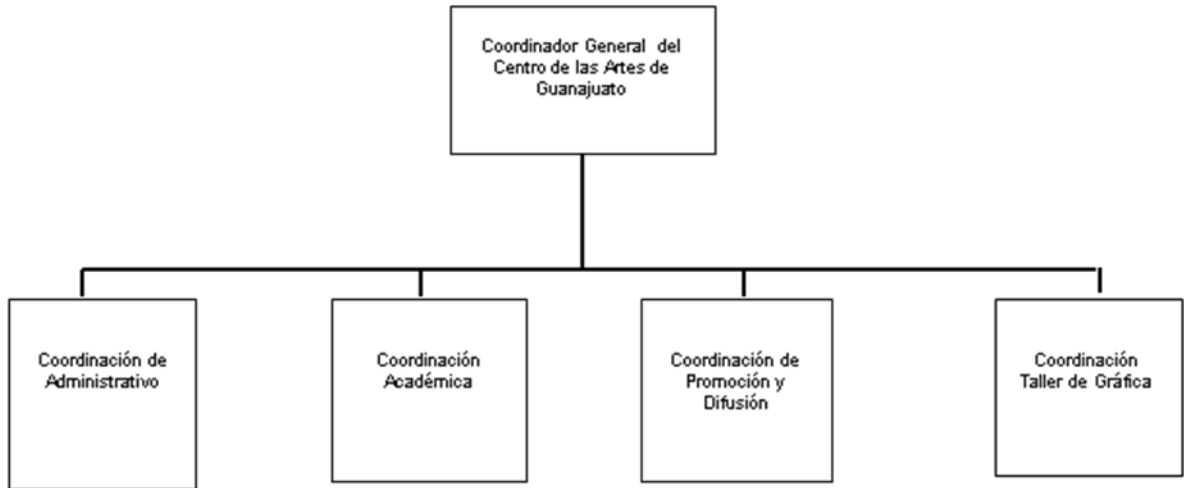 Coordinador General del
Centro de las Artes de
Guanajuato
Coordinación de
Administrativo
Coordinación
Académica
Coordinación de
Promoción y
Difusión
Coordinación
Taller de Gráfica